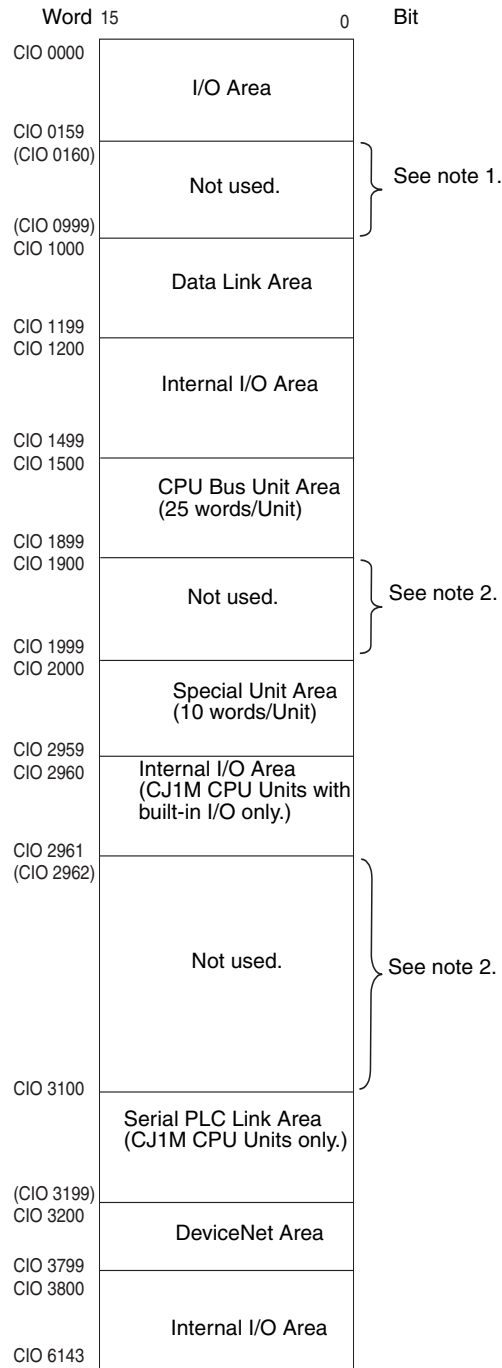 Word 15 0 Bit
CIO 0000
I/O Area
CIO 0159
(CIO 0160)
Not used.
See note 1.
(CIO 0999)
CIO 1000
Data Link Area
CIO 1199
CIO 1200
Internal I/O Area
CIO 1499
CIO 1500
CPU Bus Unit Area
(25 words/Unit)
CIO 1899
CIO 1900
Not used.
See note 2.
CIO 1999
CIO 2000
Special Unit Area
(10 words/Unit)
CIO 2959
CIO 2960
Internal I/O Area
(CJ1M CPU Units with
built-in I/O only.)
CIO 2961
(CIO 2962)
Not used.
See note 2.
CIO 3100
Serial PLC Link Area
(CJ1M CPU Units only.)
(CIO 3199)
CIO 3200
DeviceNet Area
CIO 3799
CIO 3800
Internal I/O Area
CIO 6143